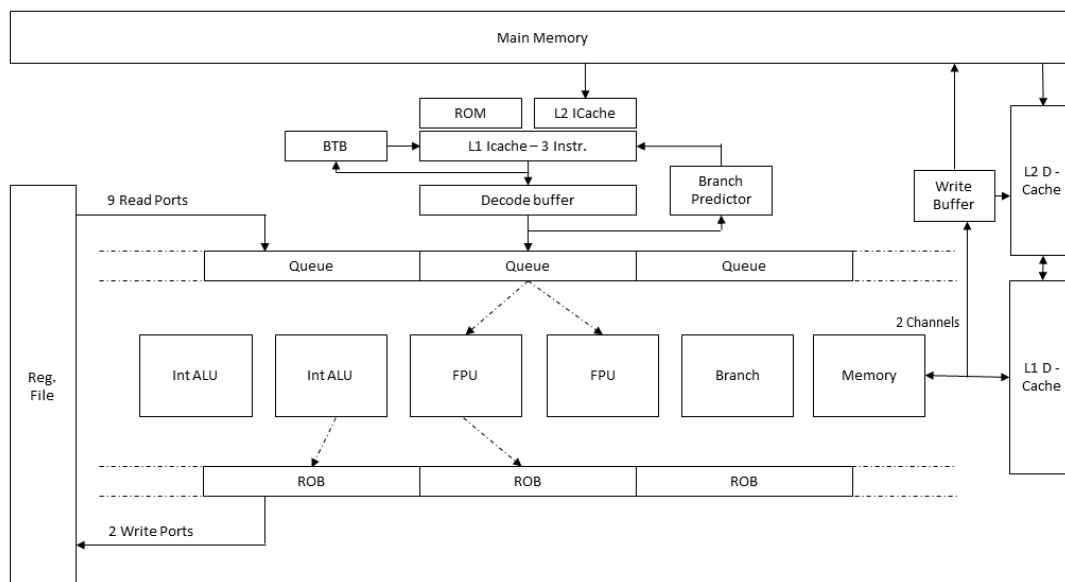 Main Memory
ROM
L2 ICache
BTB
L1 Icache – 3 Instr.
Branch
Predictor
Decode buffer
9 Read Ports
Write
Buffer
L2 D -
Cache
Queue
Queue
Queue
2 Channels
Reg.
File
Int ALU
Int ALU
FPU
FPU
Branch
Memory
L1 D -
Cache
ROB
ROB
ROB
2 Write Ports